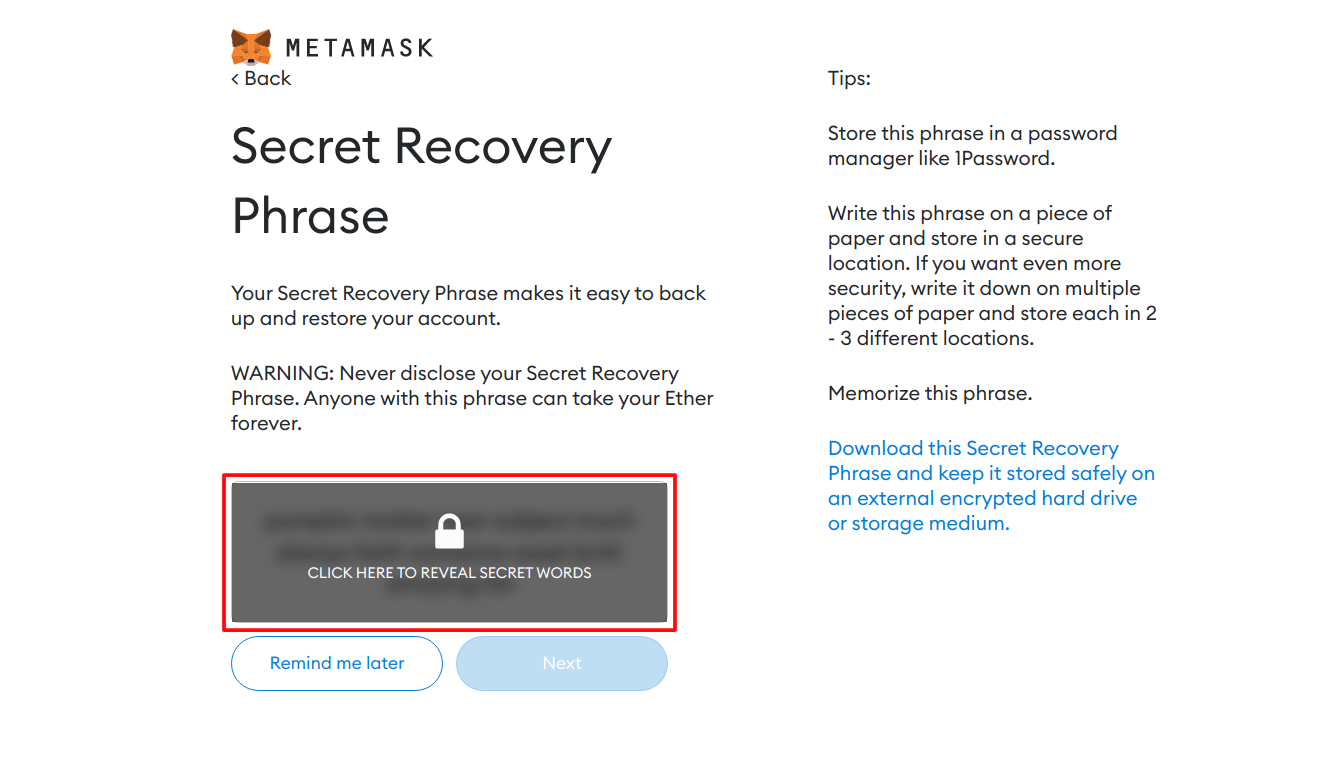 METAMASK
< Back
Secret Recovery
Phrase
Your Secret Recovery Phrase makes it easy to back
up and restore your account.
WARNING: Never disclose your Secret Recovery
Phrase. Anyone with this phrase can take your Ether
forever.
CLICK HERE TO REVEAL SECRET WORDS
Remind me later
Next
Tips:
Store this phrase in a password
manager like 1Password.
Write this phrase on a piece of
paper and store in a secure
location. If you want even more
security, write it down on multiple
pieces of paper and store each in 2
- 3 different locations.
Memorize this phrase.
Download this Secret Recovery
Phrase and keep it stored safely on
an external encrypted hard drive
or storage medium.